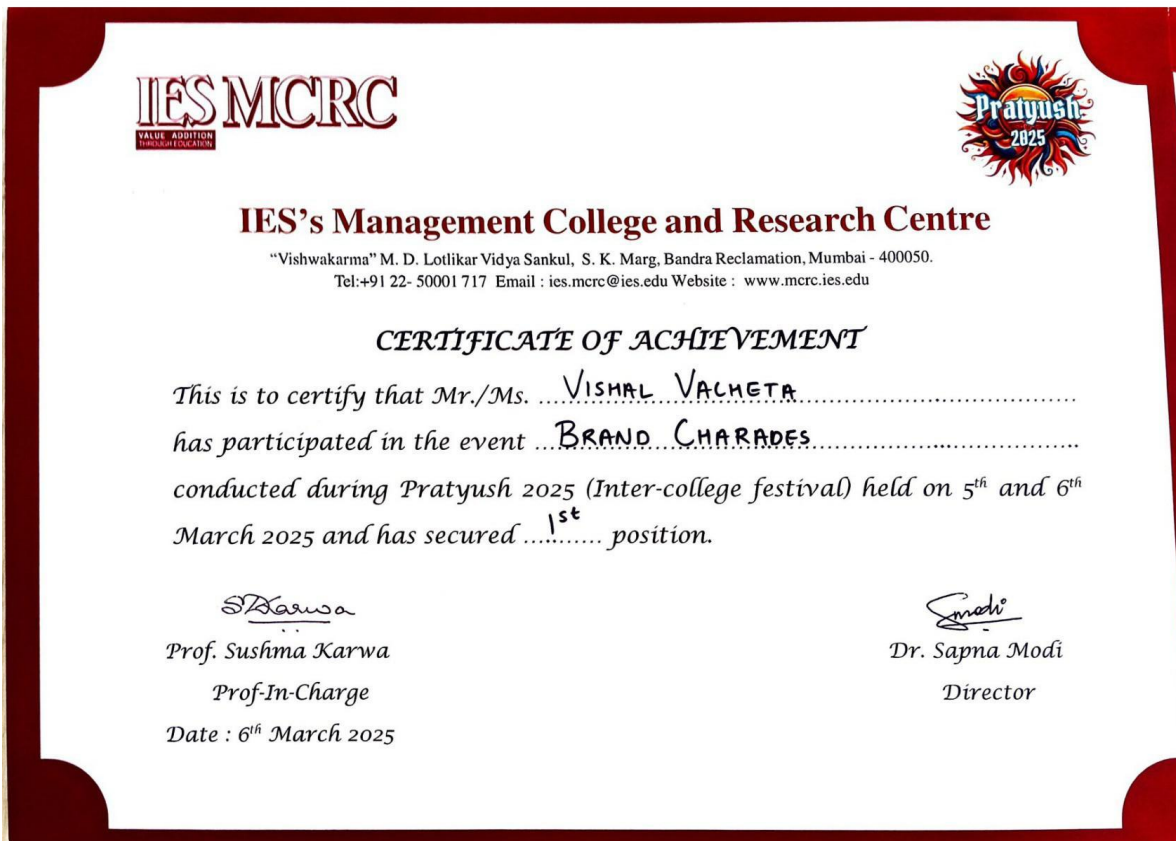 IES MCRC
VALUE ADDITION
THROUGH EDUCATION
Pratyush
2025
IES's Management College and Research Centre
"Vishwakarma" M. D. Lotlikar Vidya Sankul, S. K. Marg, Bandra Reclamation, Mumbai - 400050.
Tel:+91 22- 50001 717 Email : ies.mcrc@ies.edu Website : www.mcrc.ies.edu
CERTIFICATE OF ACHIEVEMENT
This is to certify that Mr./Ms. ...VISHAL VACHETA...
has participated in the event ...BRAND CHARADES...
conducted during Pratyush 2025 (Inter-college festival) held on 5th and 6th
March 2025 and has secured ...1st... position.
SDKarwa
Smodi
Prof. Sushma Karwa
Dr. Sapna Modi
Prof-In-Charge
Director
Date : 6th March 2025